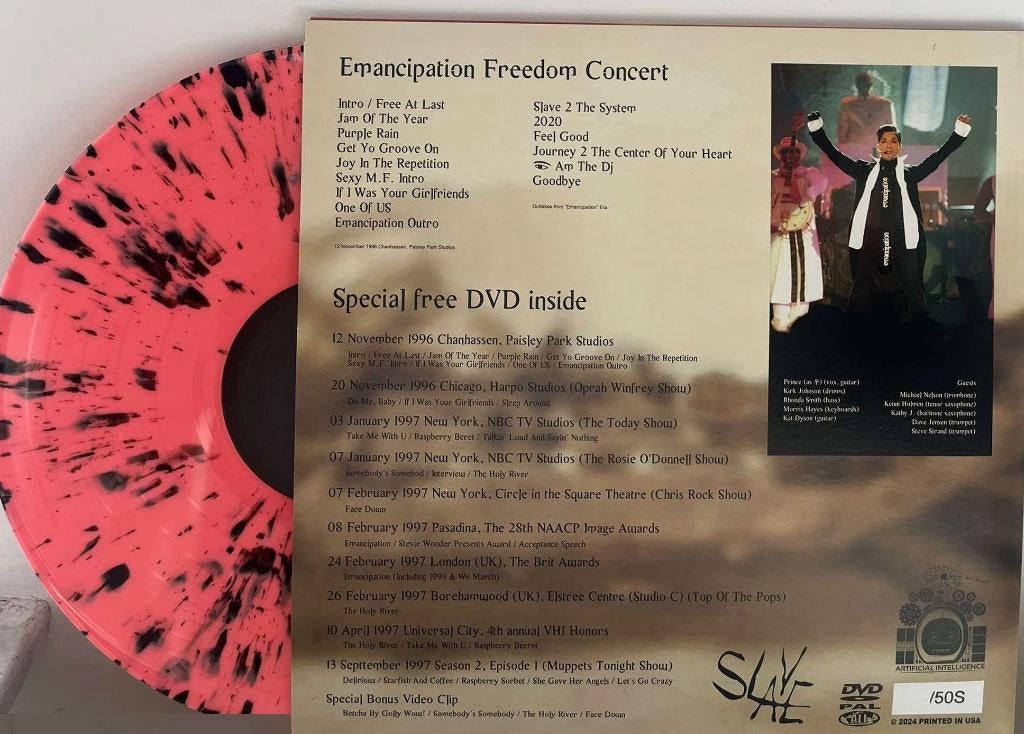 Emancipation Freedom Concert
Intro / Free At Last
Jam Of The Year
Purple Rain
Get Yo Groove On
Joy In The Repetition
Sexy M.F. Intro
If I Was Your Girlfriends
One Of US
Emancipation Outro
12 November 1996 Chanhassen, Paisley Park Studios
Slave 2 The System
2020
Feel Good
Journey 2 The Center Of Your Heart
Am The Dj
Goodbye
Outtakes from "Emancipation" Era
emancipation
emancipation
Prince (as ) (vox, guitar)
Kirk Johnson (drums)
Rhonda Smith (bass)
Morris Hayes (keyboards)
Kat Dyson (guitar)
Guests
Michael Nelson (trombone)
Kenni Holmen (tenor saxophone)
Kathy J. (baritone saxophone)
Dave Jensen (trumpet)
Steve Strand (trumpet)
Special free DVD inside
12 November 1996 Chanhassen, Paisley Park Studios
Intro / Free At Last / Jam Of The Year / Purple Rain / Get Yo Groove On / Joy In The Repetition
Sexy M.F. Intro / If I Was Your Girlfriends / One Of US / Emancipation Outro
20 November 1996 Chicago, Harpo Studios (Oprah Winfrey Show)
Do Me, Baby / If I Was Your Girlfriends / Sleep Around
03 January 1997 New York, NBC TV Studios (The Today Show)
Take Me With U / Raspberry Beret / Talkin' Loud And Sayin' Nothing
07 January 1997 New York, NBC TV Studios (The Rosie O'Donnell Show)
Somebody's Somebod / Interview / The Holy River
07 February 1997 New York, Circle in the Square Theatre (Chris Rock Show)
Face Down
08 February 1997 Pasadina, The 28th NAACP Image Awards
Emancipation / Stevie Wonder Presents Award / Acceptance Speech
24 February 1997 London (UK), The Brit Awards
Emancipation (Including 1999 & We March)
26 February 1997 Borehamwood (UK), Elstree Centre (Studio C) (Top Of The Pops)
The Holy River
10 April 1997 Universal City, 4th annual VH1 Honors
The Holy River / Take Me With U / Raspberry Berret
13 Septtember 1997 Season 2, Episode 1 (Muppets Tonight Show)
Delirious / Starfish And Coffee / Raspberry Sorbet / She Gave Her Angels / Let's Go Crazy
Special Bonus Video Clip
Betcha By Golly Wow! / Somebody's Somebody / The Holy River / Face Down
SLAVE
ARTIFICIAL INTELLIGENCE
DVD
PAL
ALL
/50S
© 2024 PRINTED IN USA